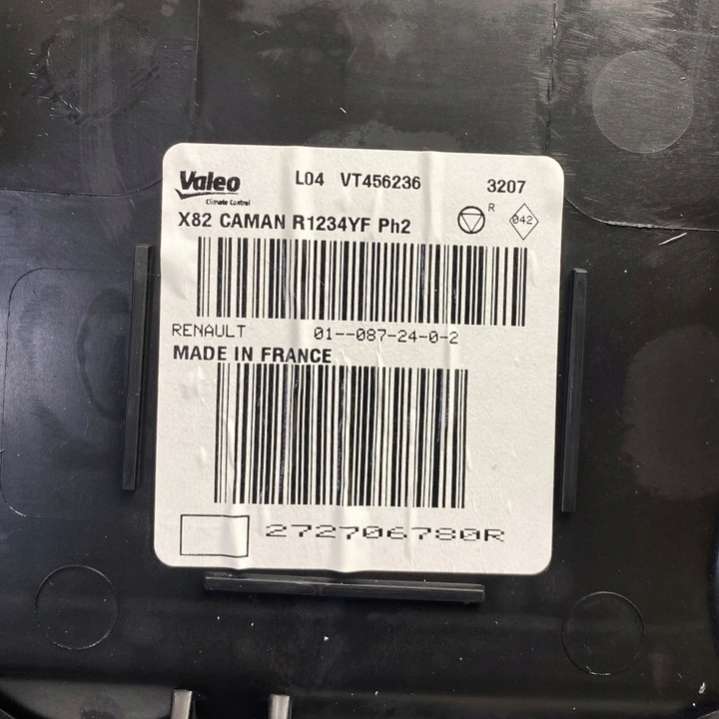 Valeo L04 VT456236 3207
Climate Control
X82 CAMAN R1234YF Ph2 R 042
RENAULT 01--087-24-0-2
MADE IN FRANCE
272706780R